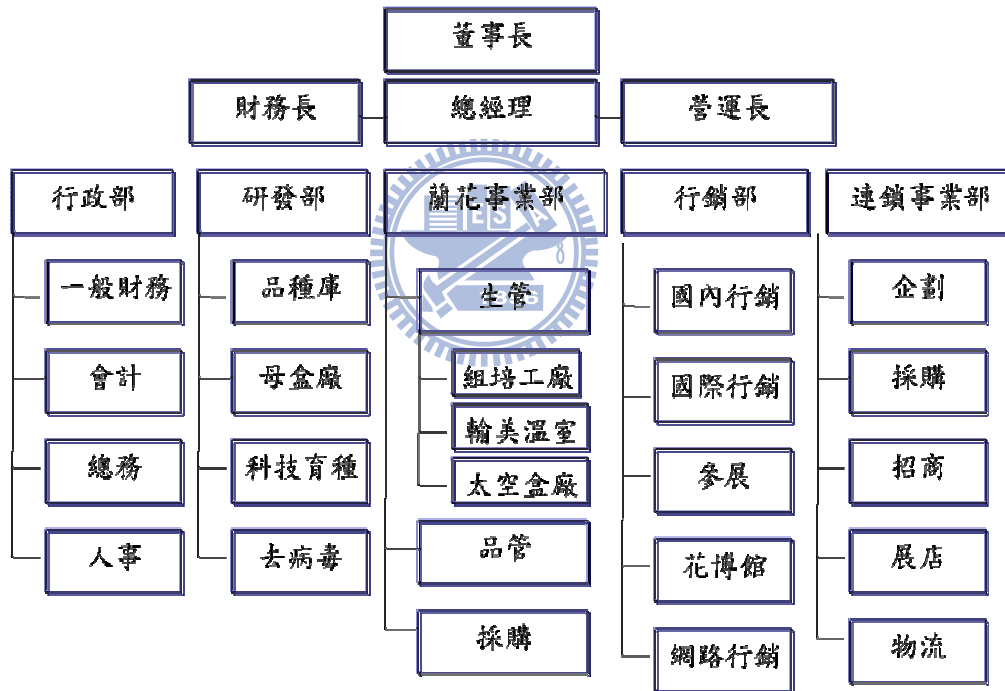 董事長
財務長
總經理
營運長
行政部
研發部
蘭花事業部
行銷部
連鎖事業部
一般財務
會計
總務
人事
品種庫
母盒廠
科技育種
去病毒
生管
組培工廠
輸美溫室
太空盒廠
品管
採購
國內行銷
國際行銷
參展
花博館
網路行銷
企劃
採購
招商
展店
物流
ESA